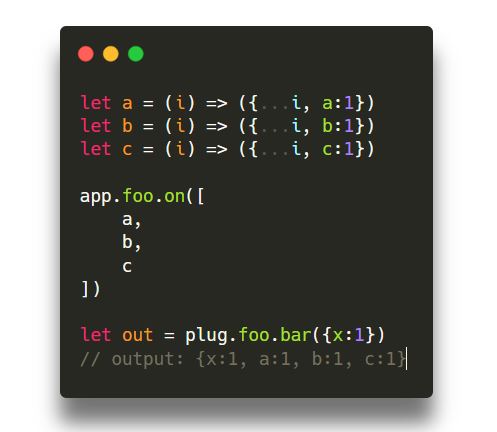 let a = (i) => ({...i, a:1})
let b = (i) => ({...i, b:1})
let c = (i) => ({...i, c:1})
app.foo.on([
a,
b,
c
])
let out = plug.foo.bar({x:1})
// output: {x:1, a:1, b:1, c:1}